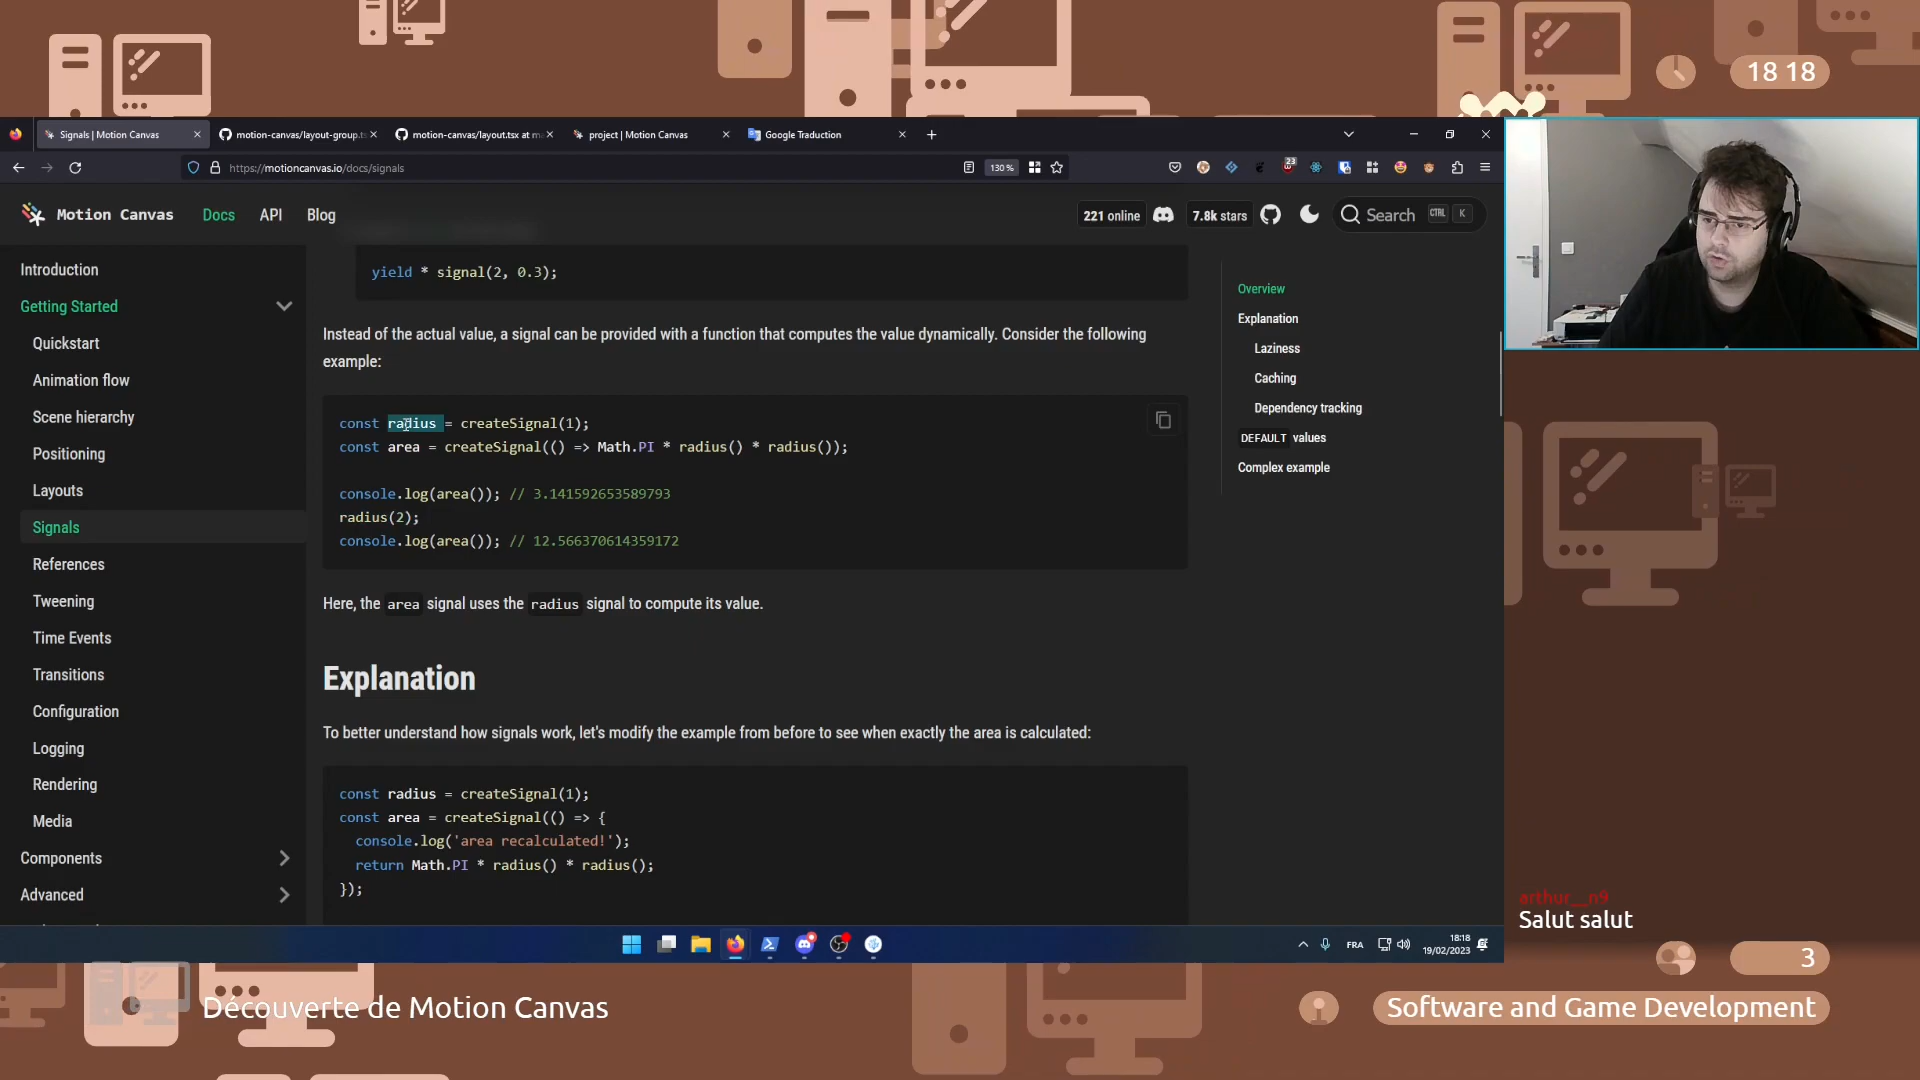 18 18
Signals | Motion Canvas
motion-canvas/layout-group.ts
motion-canvas/layout.tsx at m
project | Motion Canvas
Google Traduction
https://motioncanvas.io/docs/signals
130 %
23
Motion Canvas
Docs
API
Blog
221 online
7.8k stars
Search
CTRL
K
Introduction
Getting Started
Quickstart
Animation flow
Scene hierarchy
Positioning
Layouts
Signals
References
Tweening
Time Events
Transitions
Configuration
Logging
Rendering
Media
Components
Advanced
yield * signal(2, 0.3);
Instead of the actual value, a signal can be provided with a function that computes the value dynamically. Consider the following
example:
const radius = createSignal(1);
const area = createSignal(() => Math.PI * radius() * radius());
console.log(area()); // 3.141592653589793
radius(2);
console.log(area()); // 12.566370614359172
Here, the area signal uses the radius signal to compute its value.
Explanation
To better understand how signals work, let's modify the example from before to see when exactly the area is calculated:
const radius = createSignal(1);
const area = createSignal(() => {
console.log('area recalculated!');
return Math.PI * radius() * radius();
});
Overview
Explanation
Laziness
Caching
Dependency tracking
DEFAULT values
Complex example
arthur__n9
Salut salut
FRA
18:18
19/02/2023
3
Découverte de Motion Canvas
Software and Game Development